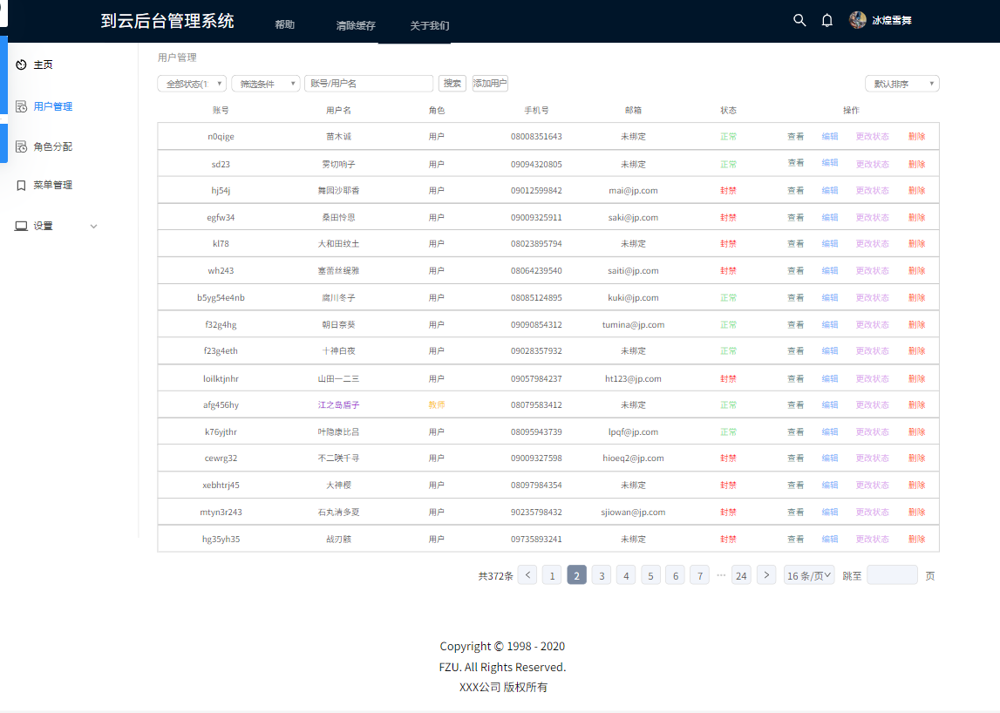 到云后台管理系统 帮助 清除缓存 关于我们 冰煌雪舞
主页
用户管理
角色分配
菜单管理
设置
用户管理
全部状态(1: 筛选条件 账号/用户名 搜索 添加用户 默认排序
账号 用户名 角色 手机号 邮箱 状态 操作
n0qige 苗木诚 用户 08008351643 未绑定 正常 查看 编辑 更改状态 删除
sd23 雾切响子 用户 09094320805 未绑定 正常 查看 编辑 更改状态 删除
hj54j 舞园沙耶香 用户 09012599842 mai@jp.com 封禁 查看 编辑 更改状态 删除
egfw34 桑田怜恩 用户 09009325911 saki@jp.com 封禁 查看 编辑 更改状态 删除
kl78 大和田纹土 用户 08023895794 未绑定 封禁 查看 编辑 更改状态 删除
wh243 塞蕾丝缇雅 用户 08064239540 saiti@jp.com 封禁 查看 编辑 更改状态 删除
b5yg54e4nb 腐川冬子 用户 08085124895 kuki@jp.com 正常 查看 编辑 更改状态 删除
f32g4hg 朝日奈葵 用户 09090854312 tumina@jp.com 正常 查看 编辑 更改状态 删除
f23g4eth 十神白夜 用户 09028357932 未绑定 正常 查看 编辑 更改状态 删除
loilktjnhr 山田一二三 用户 09057984237 ht123@jp.com 封禁 查看 编辑 更改状态 删除
afg456hy 江之岛盾子 教师 08079583412 未绑定 正常 查看 编辑 更改状态 删除
k76yjthr 叶隐康比吕 用户 08095943739 lpqf@jp.com 正常 查看 编辑 更改状态 删除
cewrg32 不二咲千寻 用户 09009327598 hioeq2@jp.com 封禁 查看 编辑 更改状态 删除
xebhtrj45 大神樱 用户 08097984354 未绑定 封禁 查看 编辑 更改状态 删除
mtyn3r243 石丸清多夏 用户 90235798432 sjiowan@jp.com 封禁 查看 编辑 更改状态 删除
hg35yh35 战刃骸 用户 09735893241 未绑定 封禁 查看 编辑 更改状态 删除
共372条 < 1 2 3 4 5 6 7 ··· 24 > 16 条/页 跳至 页
Copyright © 1998 - 2020
FZU. All Rights Reserved.
XXX公司 版权所有